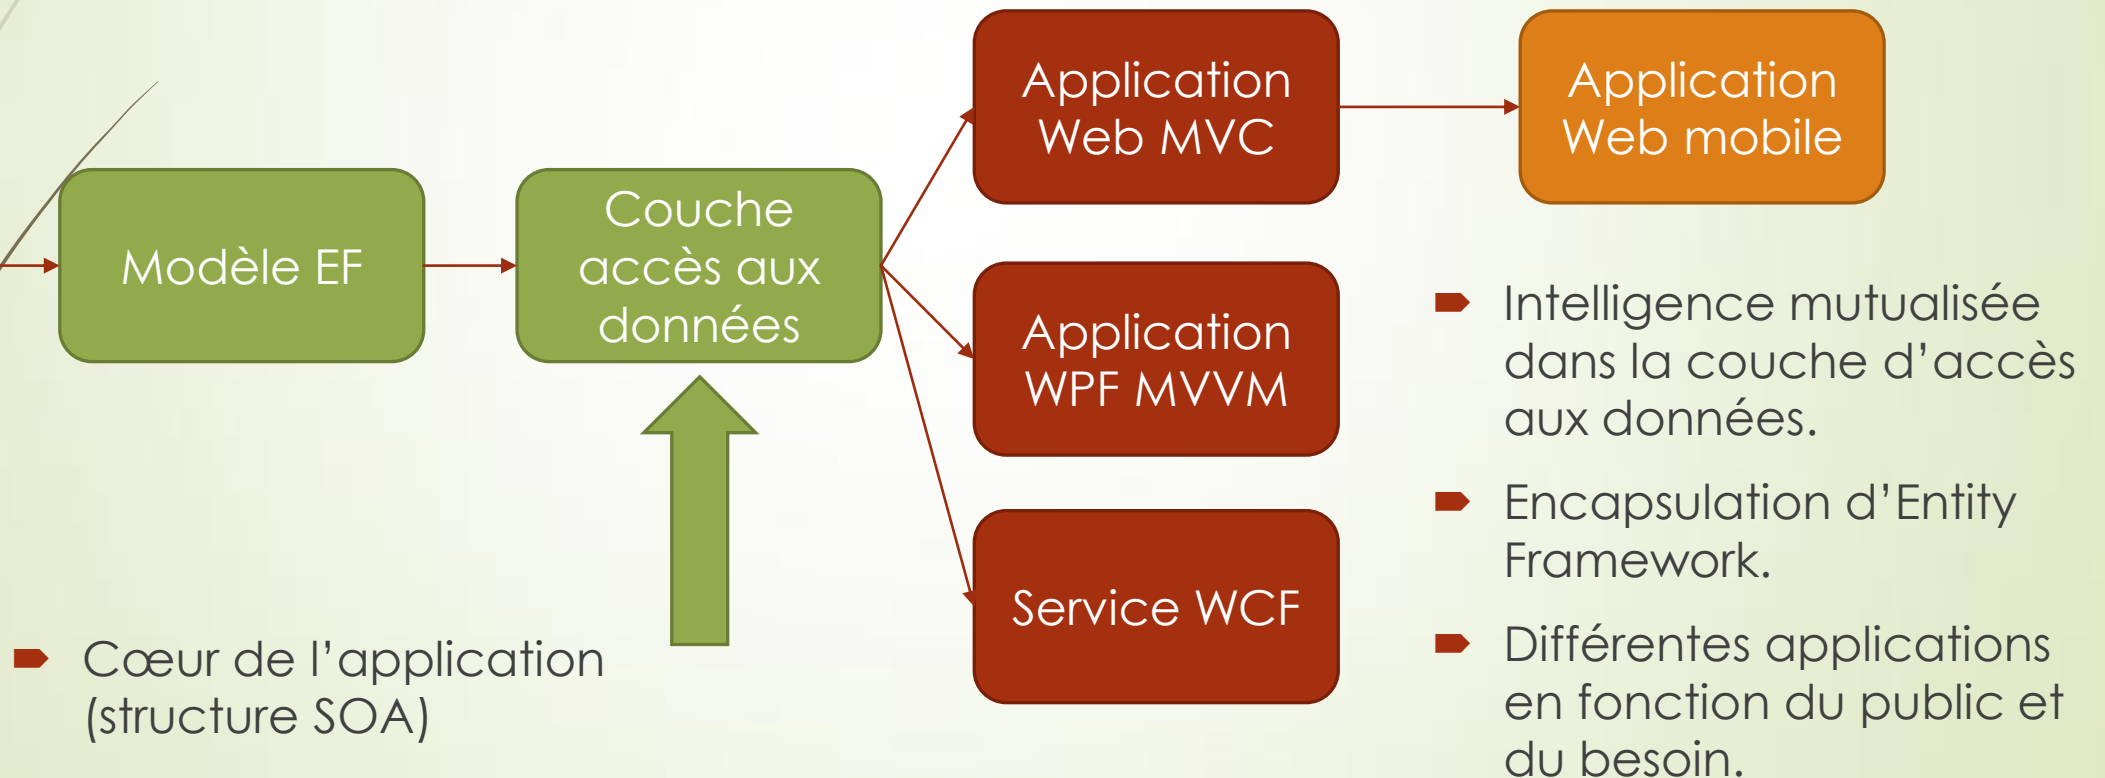 Modèle EF
Couche
accès aux
données
Application
Web MVC
Application
Web mobile
Application
WPF MVVM
Service WCF
Cœur de l’application
(structure SOA)
Intelligence mutualisée
dans la couche d’accès
aux données.
Encapsulation d’Entity
Framework.
Différentes applications
en fonction du public et
du besoin.